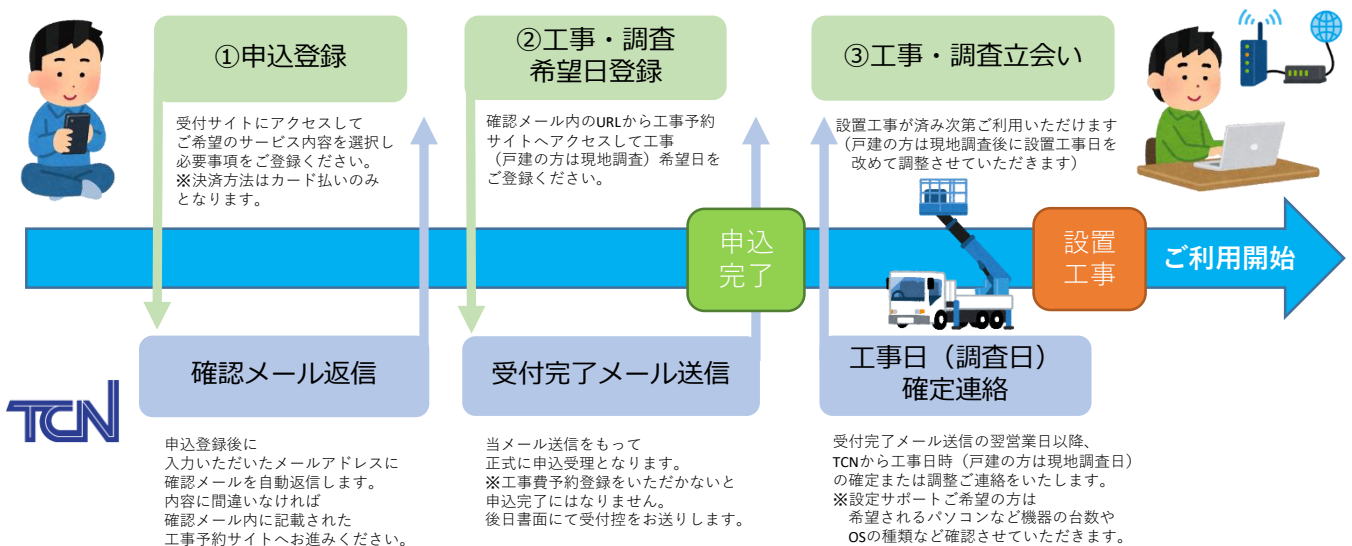 ①申込登録
受付サイトにアクセスして
ご希望のサービス内容を選択し
必要事項をご登録ください。
※決済方法はカード払いのみ
となります。
②工事・調査
希望日登録
確認メール内のURLから工事予約
サイトへアクセスして工事
（戸建の方は現地調査）希望日を
ご登録ください。
③工事・調査立会い
設置工事が済み次第ご利用いただけます
（戸建の方は現地調査後に設置工事日を
改めて調整させていただきます）
申込
完了
設置
工事
ご利用開始
TCN
確認メール返信
申込登録後に
入力いただいたメールアドレスに
確認メールを自動返信します。
内容に間違いなければ
確認メール内に記載された
工事予約サイトへお進みください。
受付完了メール送信
当メール送信をもって
正式に申込受理となります。
※工事費予約登録をいただかないと
申込完了にはなりません。
後日書面にて受付控をお送りします。
工事日（調査日）
確定連絡
受付完了メール送信の翌営業日以降、
TCNから工事日時（戸建の方は現地調査日）
の確定または調整ご連絡をいたします。
※設定サポートご希望の方は
希望されるパソコンなど機器の台数や
OSの種類など確認させていただきます。